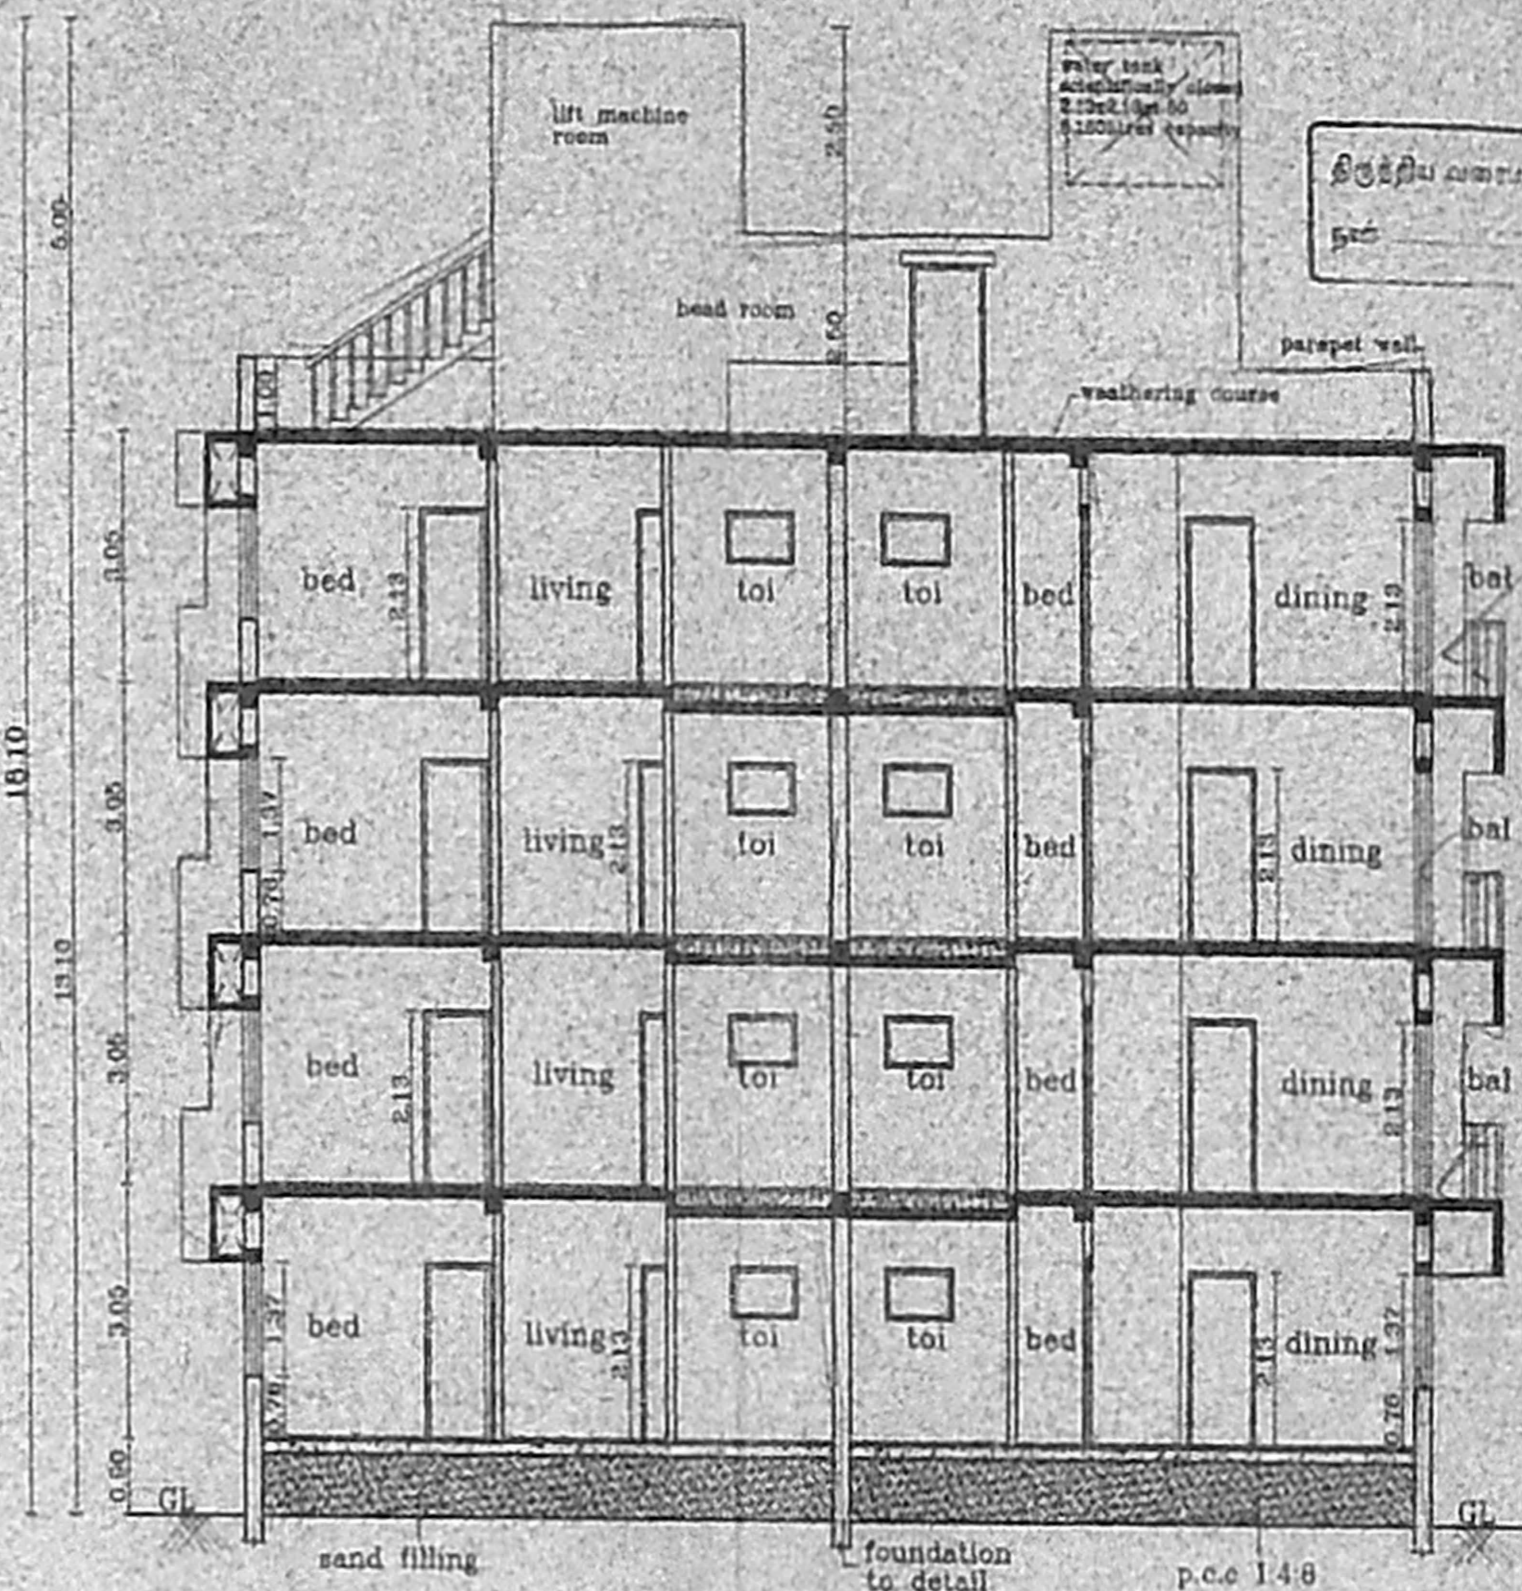 lift machine
room
2.50
water tank
திருத்திய
நாள்
5.00
head room
2.60
parapet wall
weathering course
1.00
3.05
bed
2.13
living
toi
toi
bed
dining
2.13
bal
18.10
3.05
1.37
0.76
bed
living
2.13
toi
toi
bed
2.13
dining
bal
13.10
3.05
bed
2.13
living
toi
toi
bed
dining
2.13
bal
3.05
1.37
0.76
bed
living
2.13
toi
toi
bed
2.13
dining
1.37
0.76
0.90
GL
GL
sand filling
foundation
to detail
p.c.c 1:4:8